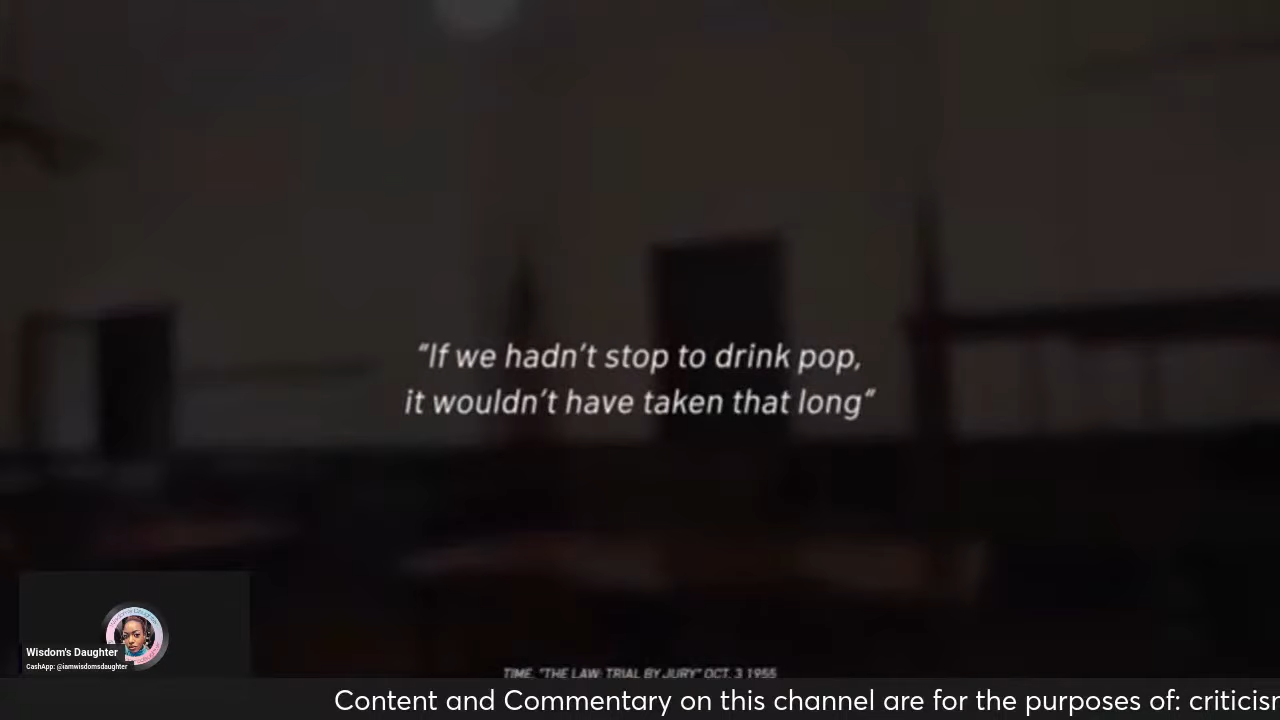 “If we hadn’t stop to drink pop,
it wouldn’t have taken that long”
Wisdom's Daughter
CashApp: @iamwisdomsdaughter
TIME, "THE LAW: TRIAL BY JURY" OCT. 3 1955
Content and Commentary on this channel are for the purposes of: criticisr